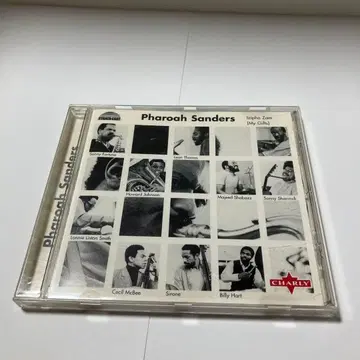 Pharoah Sanders
Izipho Zam
(My Gifts)
Pharoah Sanders
Sonny Fortune
Leon Thomas
Howard Johnson
Majeed Shabazz
Sonny Sharrock
Lonnie Liston Smith
Cecil McBee
Sirone
Billy Hart
CHARLY